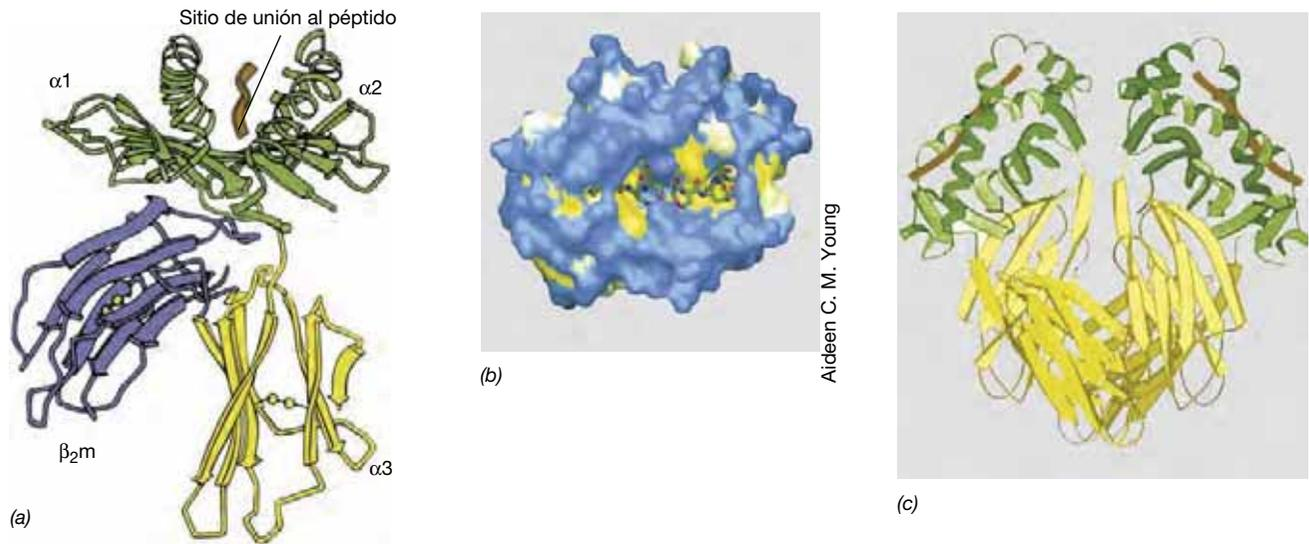 Sitio de unión al péptido
α1
α2
β2m
α3
(a)
(b)
Aideen C. M. Young
(c)